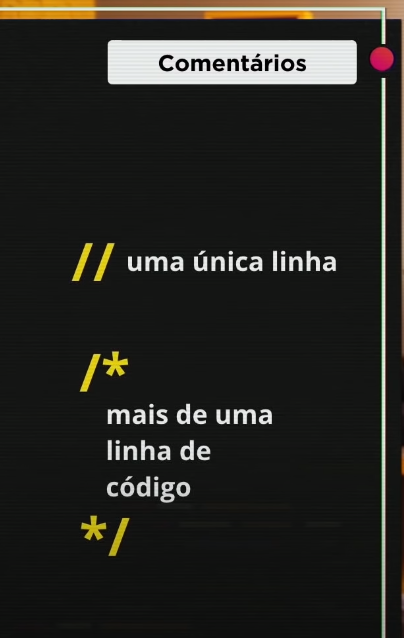 Comentários
// uma única linha
/*
mais de uma
linha de
código
*/